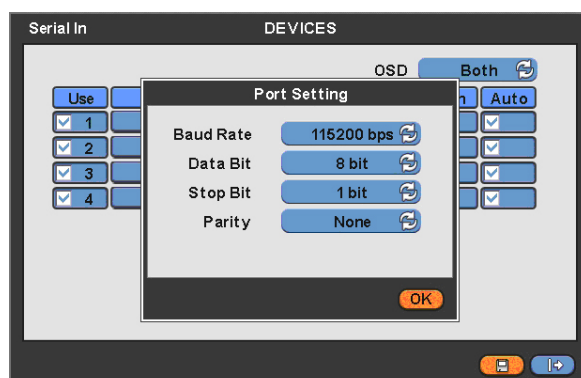 Serial In DEVICES
OSD Both
Use Auto
Port Setting
1
Baud Rate 115200 bps
2
Data Bit 8 bit
3
Stop Bit 1 bit
4
Parity None
OK